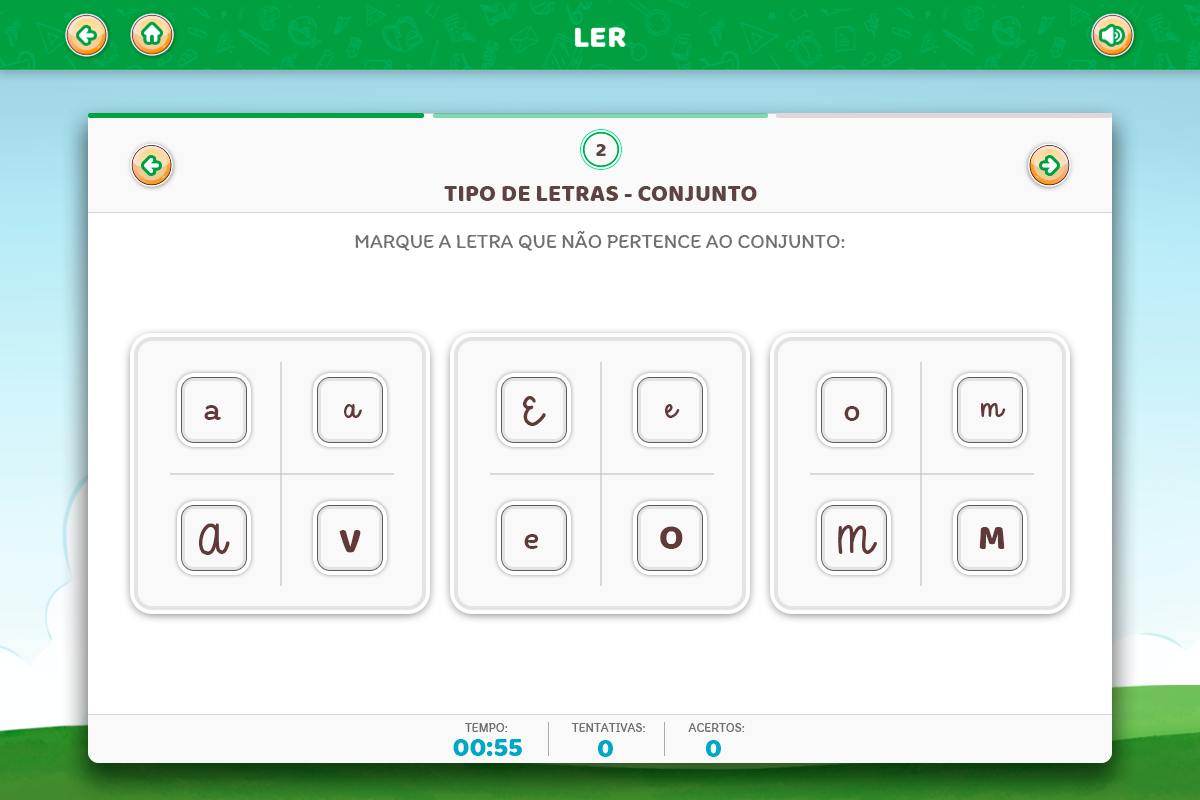 LER
2
TIPO DE LETRAS - CONJUNTO
MARQUE A LETRA QUE NÃO PERTENCE AO CONJUNTO:
a a
a V
E e
e O
o m
m M
TEMPO: TENTATIVAS: ACERTOS:
00:55 0 0